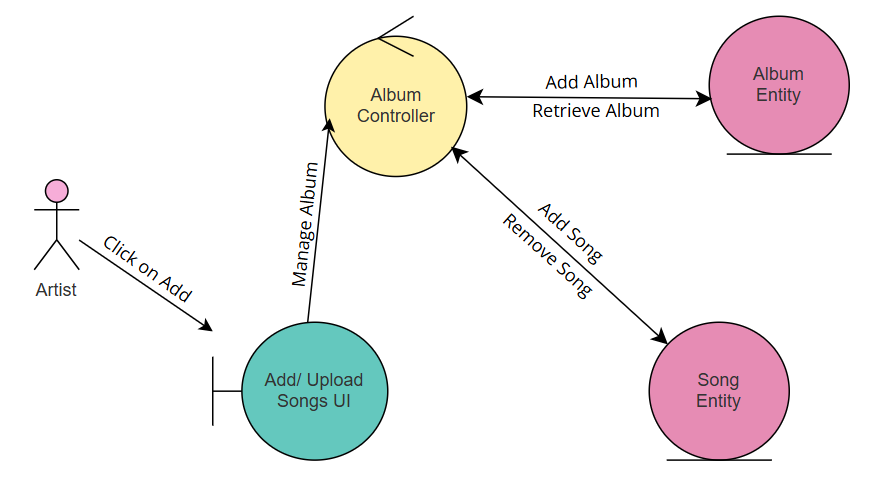 Album
Controller
Add Album
Retrieve Album
Album
Entity
Manage Album
Add Song
Remove Song
Click on Add
Artist
Add/ Upload
Songs UI
Song
Entity